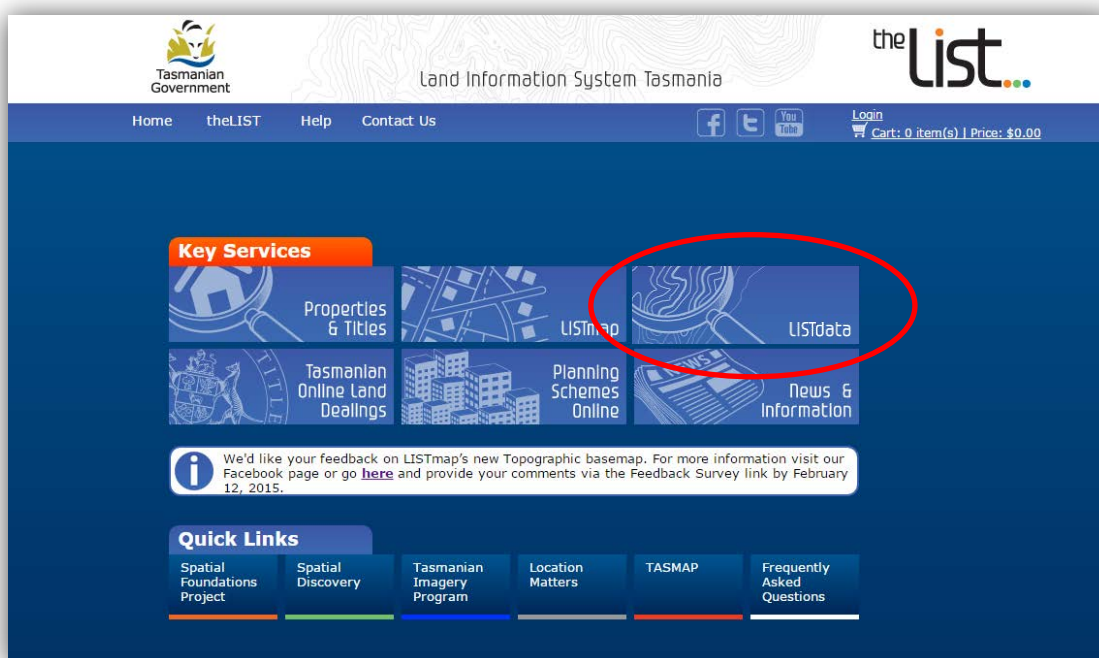 Tasmanian
Government
Land Information System Tasmania
the LIST...
Home theLIST Help Contact Us
f t You Tube
Login
Cart: 0 item(s) | Price: $0.00
Key Services
Properties
& Titles
LISTmap
LISTdata
TITLE
Tasmanian
Online Land
Dealings
Planning
Schemes
Online
NEWS
News &
Information
i
We'd like your feedback on LISTmap's new Topographic basemap. For more information visit our
Facebook page or go here and provide your comments via the Feedback Survey link by February
12, 2015.
Quick Links
Spatial
Foundations
Project
Spatial
Discovery
Tasmanian
Imagery
Program
Location
Matters
TASMAP
Frequently
Asked
Questions